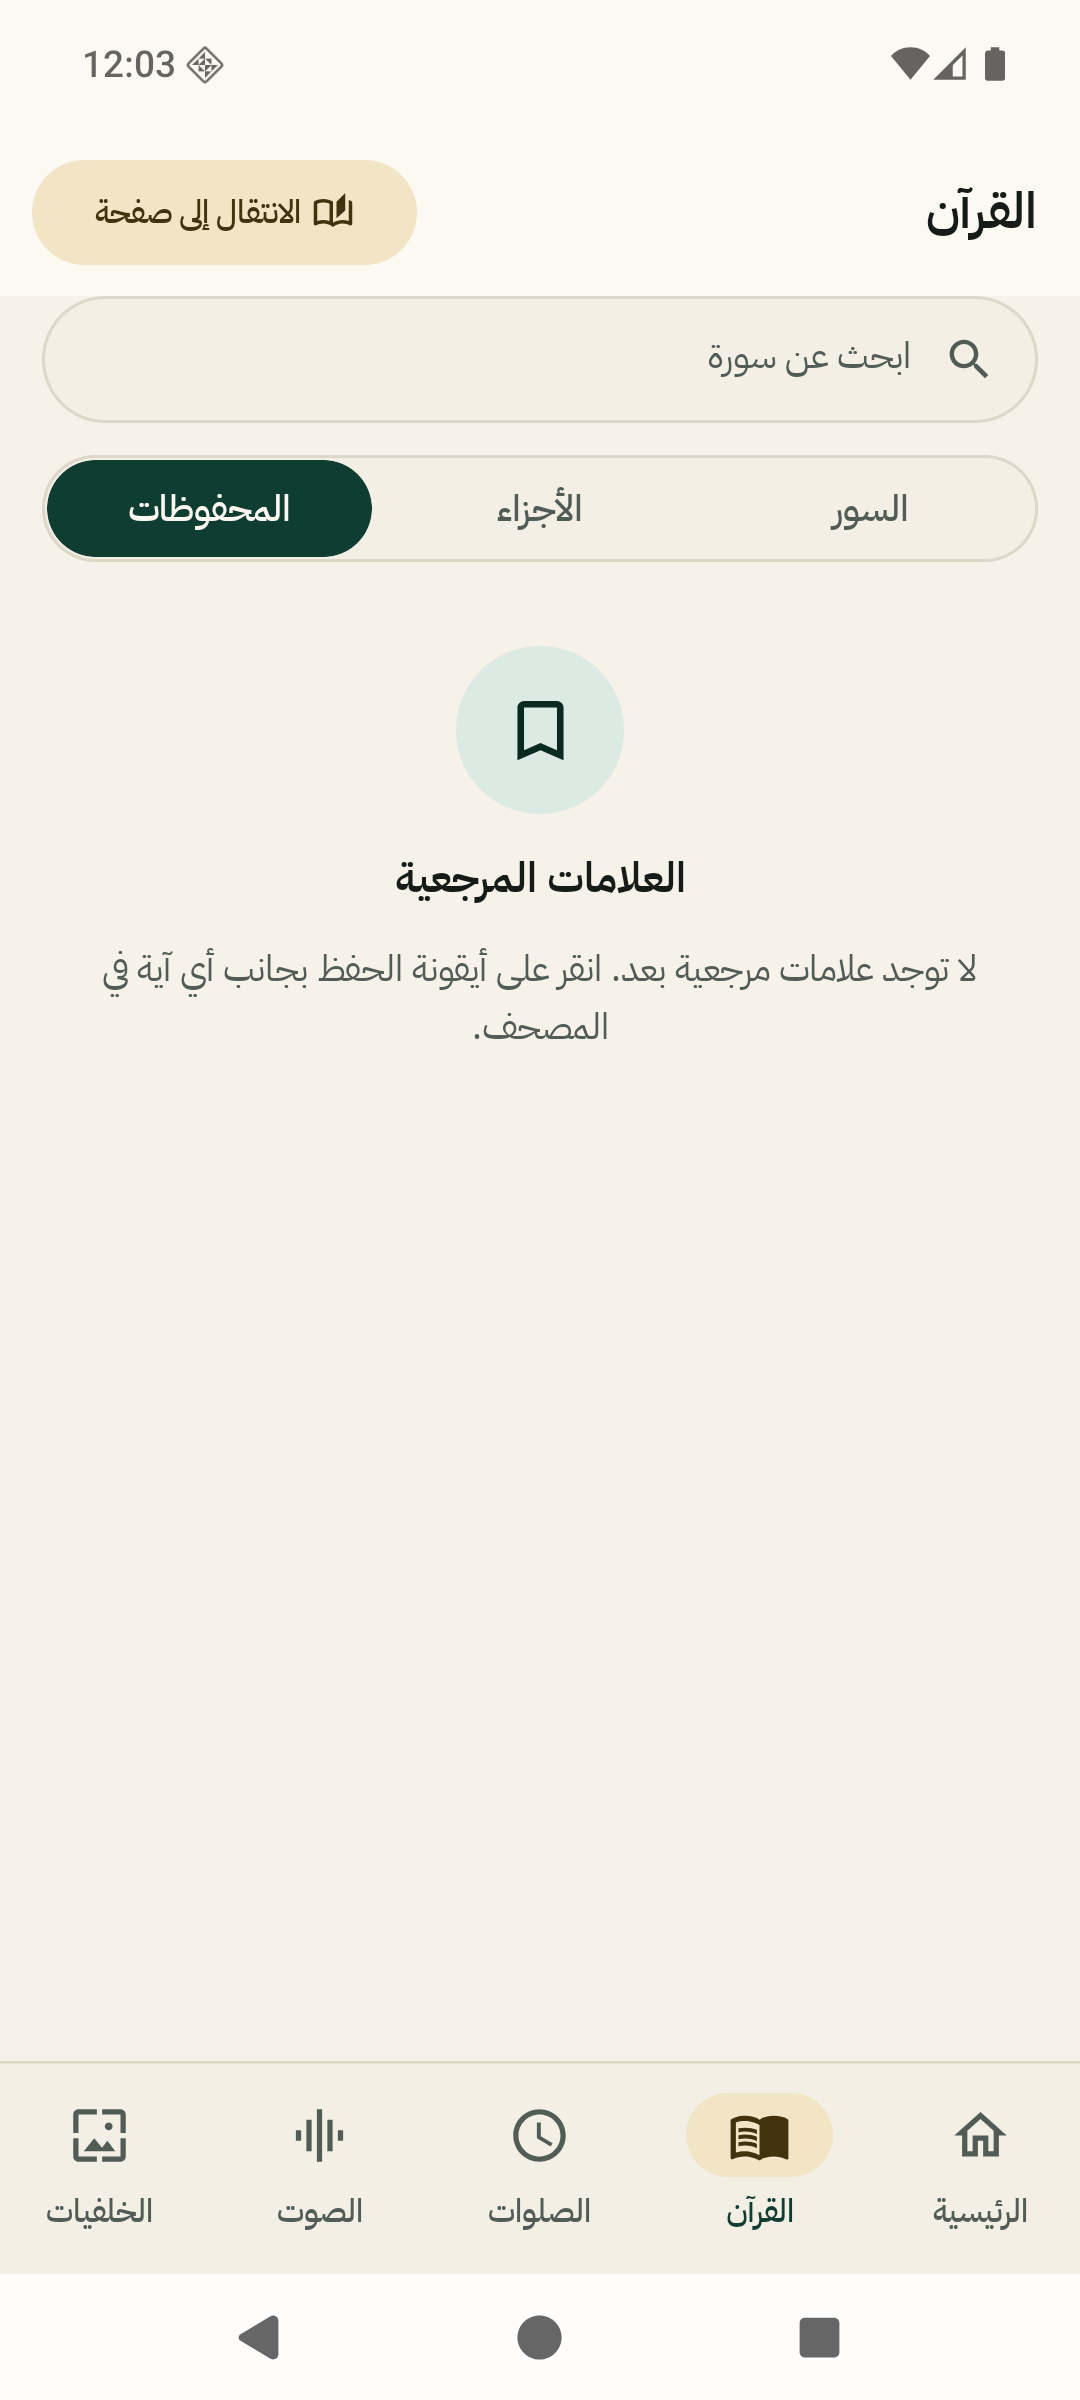 12:03
القرآن
الانتقال إلى صفحة
ابحث عن سورة
السور
الأجزاء
المحفوظات
العلامات المرجعية
لا توجد علامات مرجعية بعد. انقر على أيقونة الحفظ بجانب أي آية في
المصحف.
الرئيسية
القرآن
الصلوات
الصوت
الخلفيات